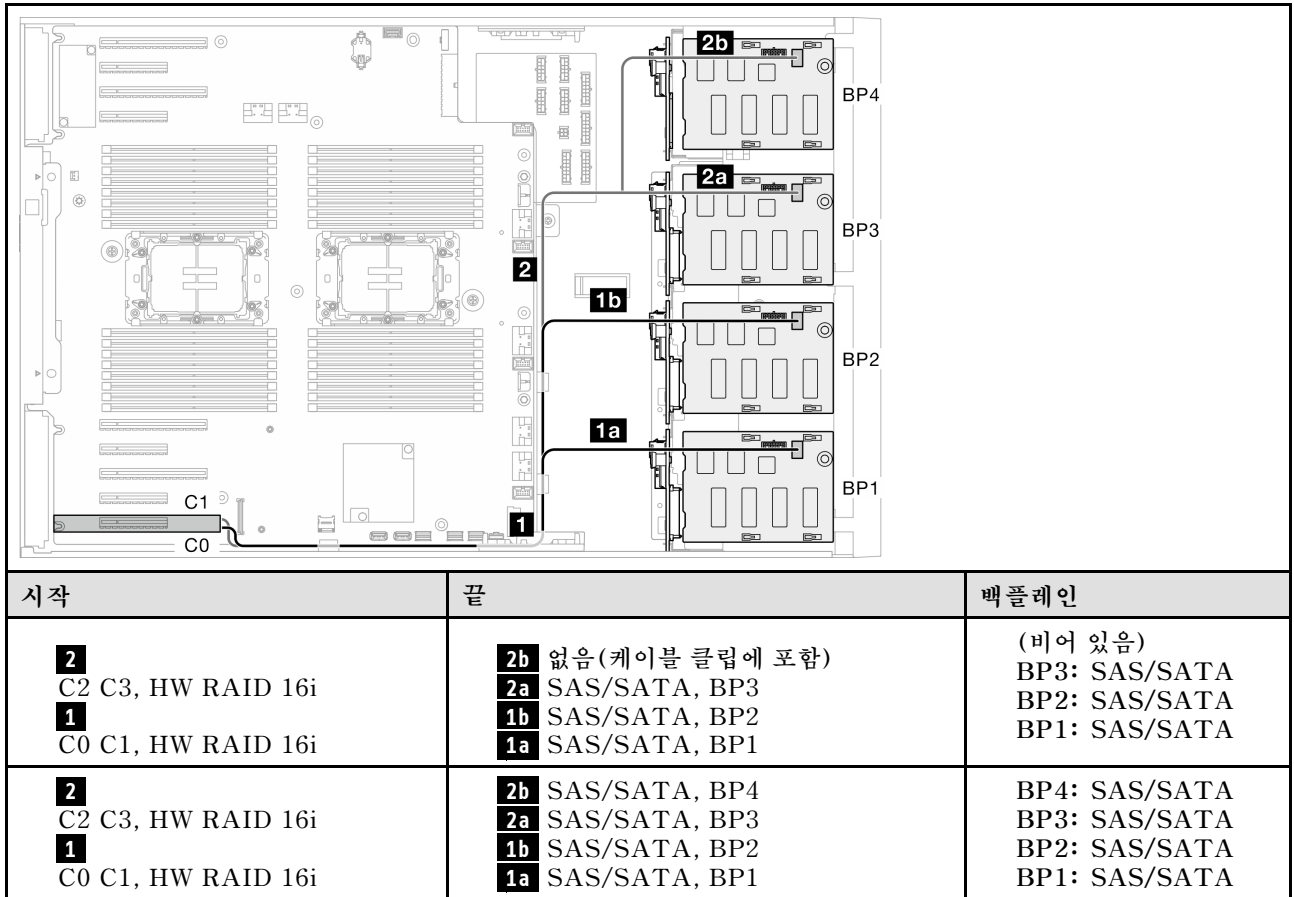 2b
BP4
2a
BP3
2
1b
BP2
1a
BP1
C1
1
C0
시작
끝
백플레인
2
C2 C3, HW RAID 16i
1
C0 C1, HW RAID 16i
2b 없음(케이블 클립에 포함)
2a SAS/SATA, BP3
1b SAS/SATA, BP2
1a SAS/SATA, BP1
(비어 있음)
BP3: SAS/SATA
BP2: SAS/SATA
BP1: SAS/SATA
2
C2 C3, HW RAID 16i
1
C0 C1, HW RAID 16i
2b SAS/SATA, BP4
2a SAS/SATA, BP3
1b SAS/SATA, BP2
1a SAS/SATA, BP1
BP4: SAS/SATA
BP3: SAS/SATA
BP2: SAS/SATA
BP1: SAS/SATA